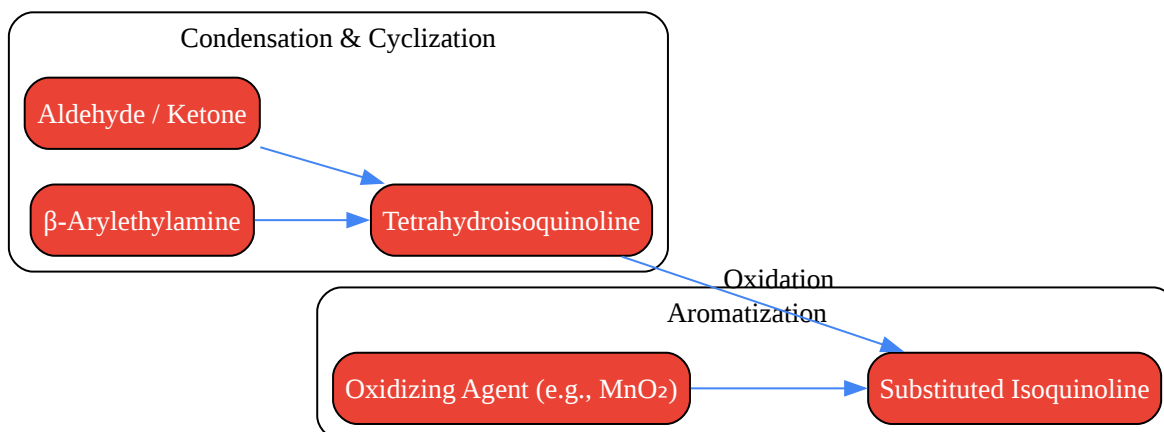 Condensation & Cyclization
Aldehyde / Ketone
β-Arylethylamine
Tetrahydroisoquinoline
Oxidation
Aromatization
Oxidizing Agent (e.g., MnO₂)
Substituted Isoquinoline